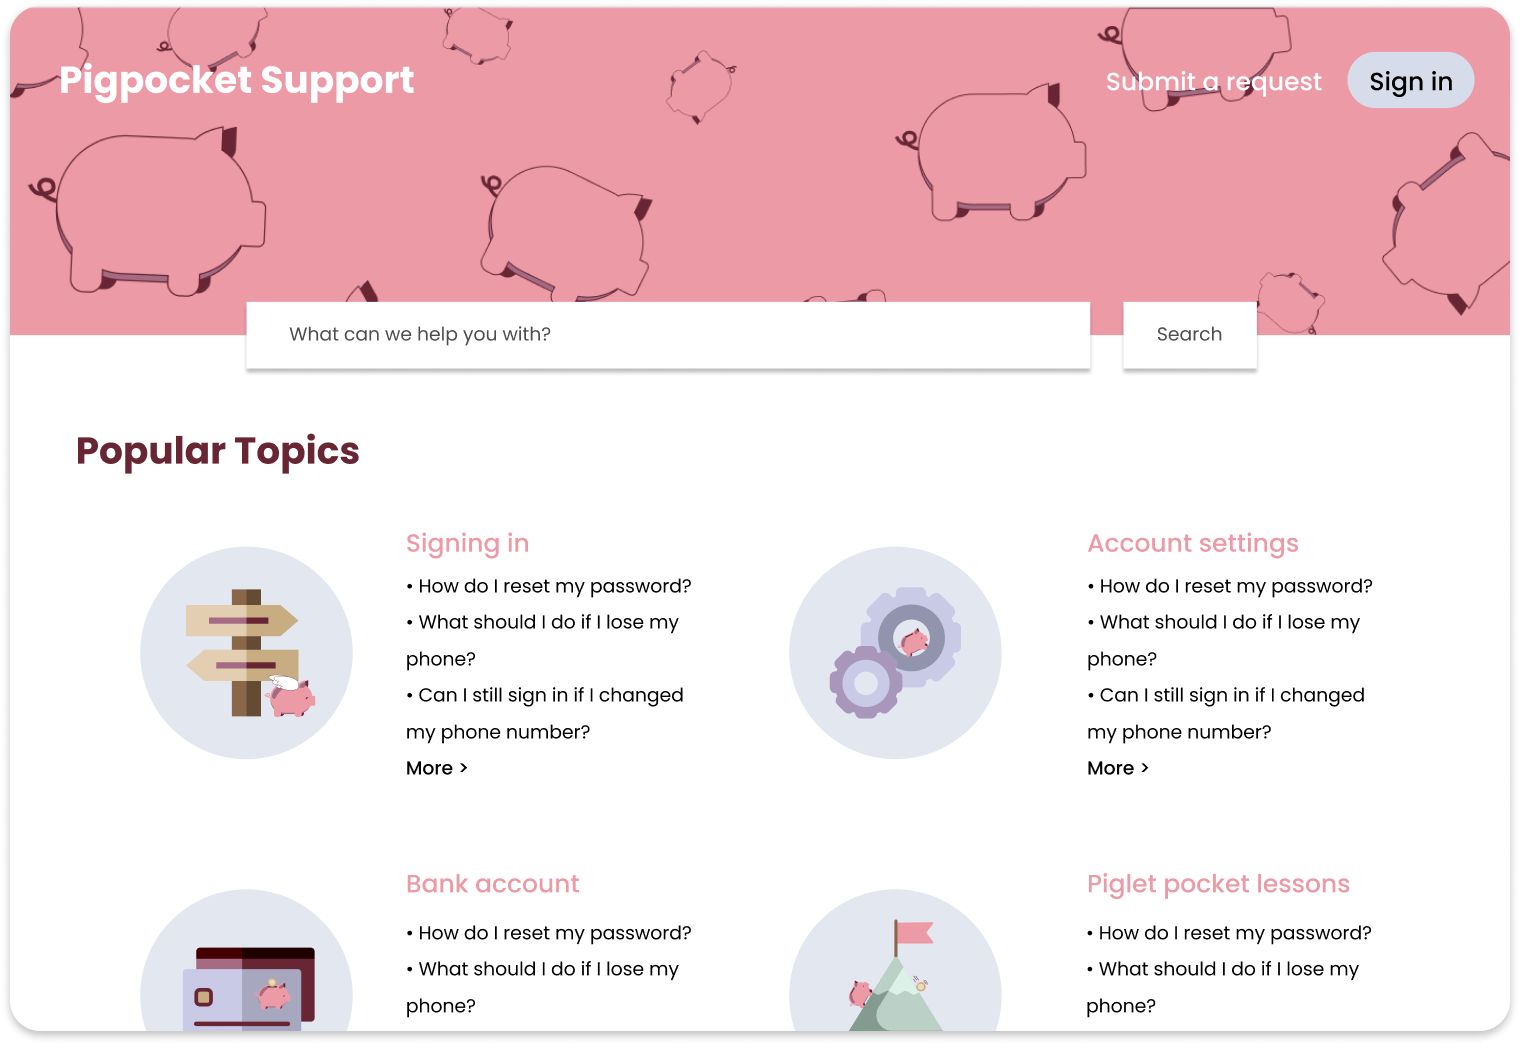 Pigpocket Support
Submit a request
Sign in
What can we help you with?
Search
Popular Topics
Signing in
• How do I reset my password?
• What should I do if I lose my
phone?
• Can I still sign in if I changed
my phone number?
More >
Account settings
• How do I reset my password?
• What should I do if I lose my
phone?
• Can I still sign in if I changed
my phone number?
More >
Bank account
• How do I reset my password?
• What should I do if I lose my
phone?
Piglet pocket lessons
• How do I reset my password?
• What should I do if I lose my
phone?